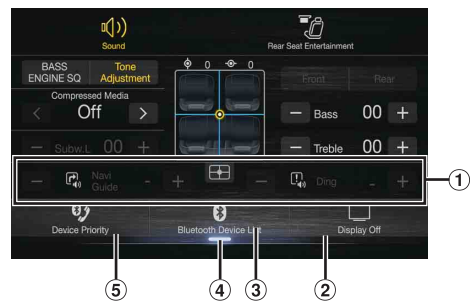 Sound
Rear Seat Entertainment
BASS ENGINE SQ
Tone Adjustment
0 0
Front Rear
Compressed Media
< Off >
− Bass 00 +
− Subw.L 00 +
− Treble 00 +
− Navi Guide - +
− Ding - +
1
Device Priority
Bluetooth Device List
Display Off
5 4 3 2